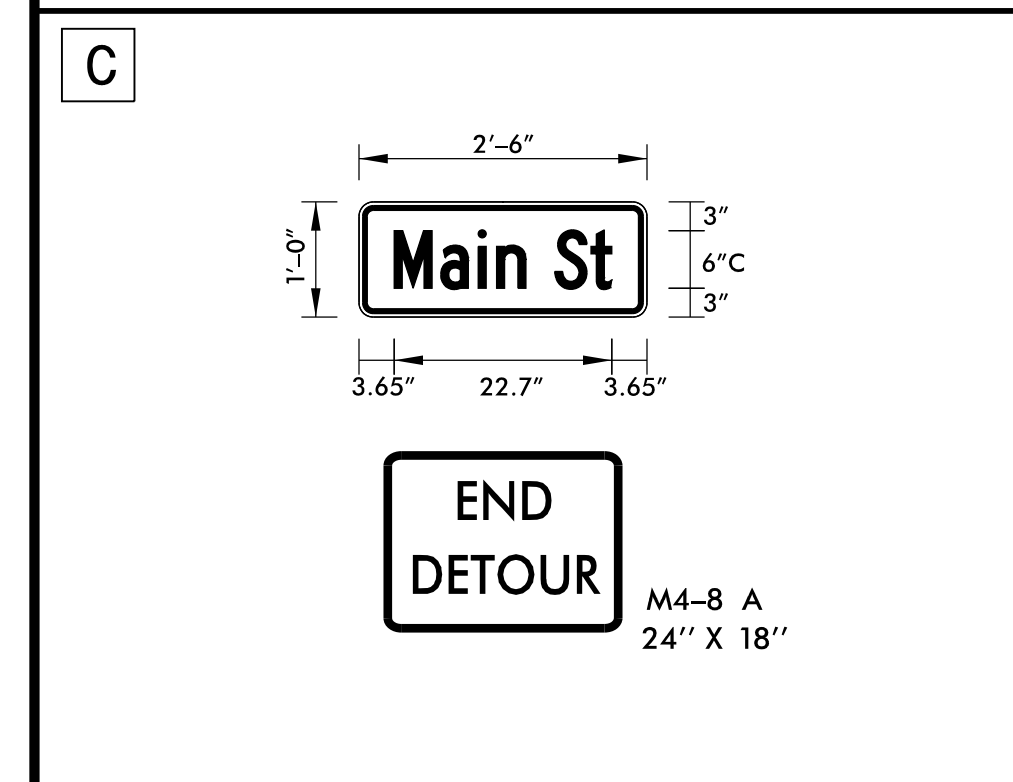 C
2'–6"
1'–0"
Main St
3"
6"C
3"
3.65" 22.7" 3.65"
END
DETOUR
M4–8 A
24'' X 18''